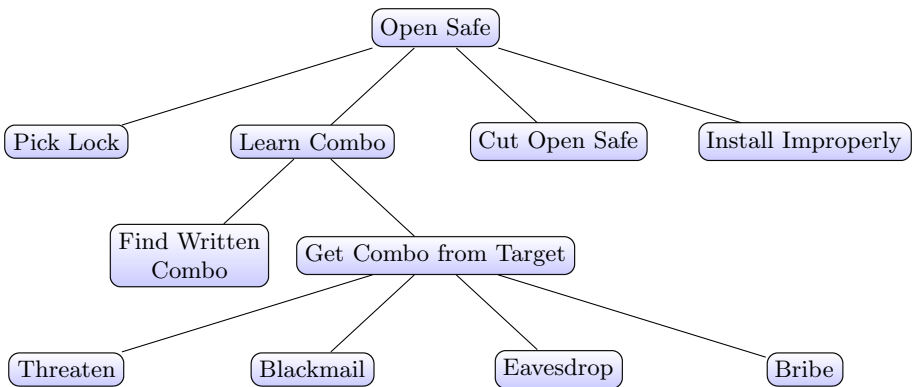 Open Safe
Pick Lock
Learn Combo
Cut Open Safe
Install Improperly
Find Written
Combo
Get Combo from Target
Threaten
Blackmail
Eavesdrop
Bribe